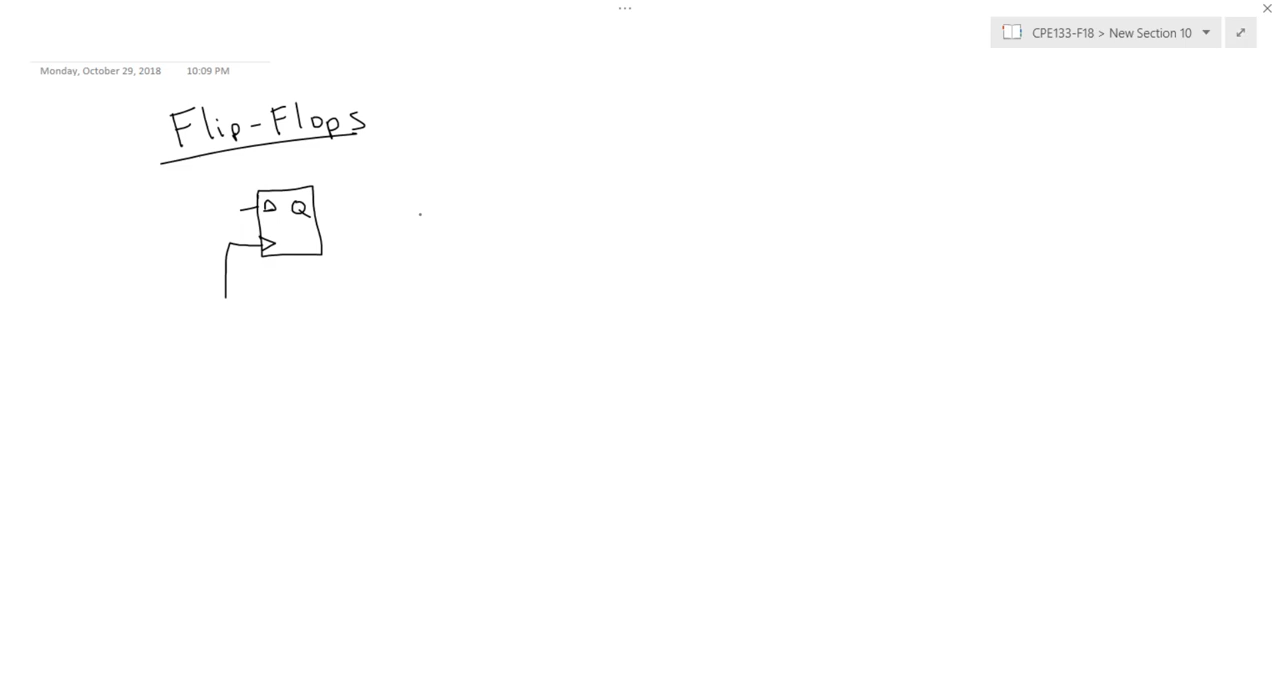 ...
CPE133-F18 > New Section 10
Monday, October 29, 2018 10:09 PM
Flip-Flops
D Q